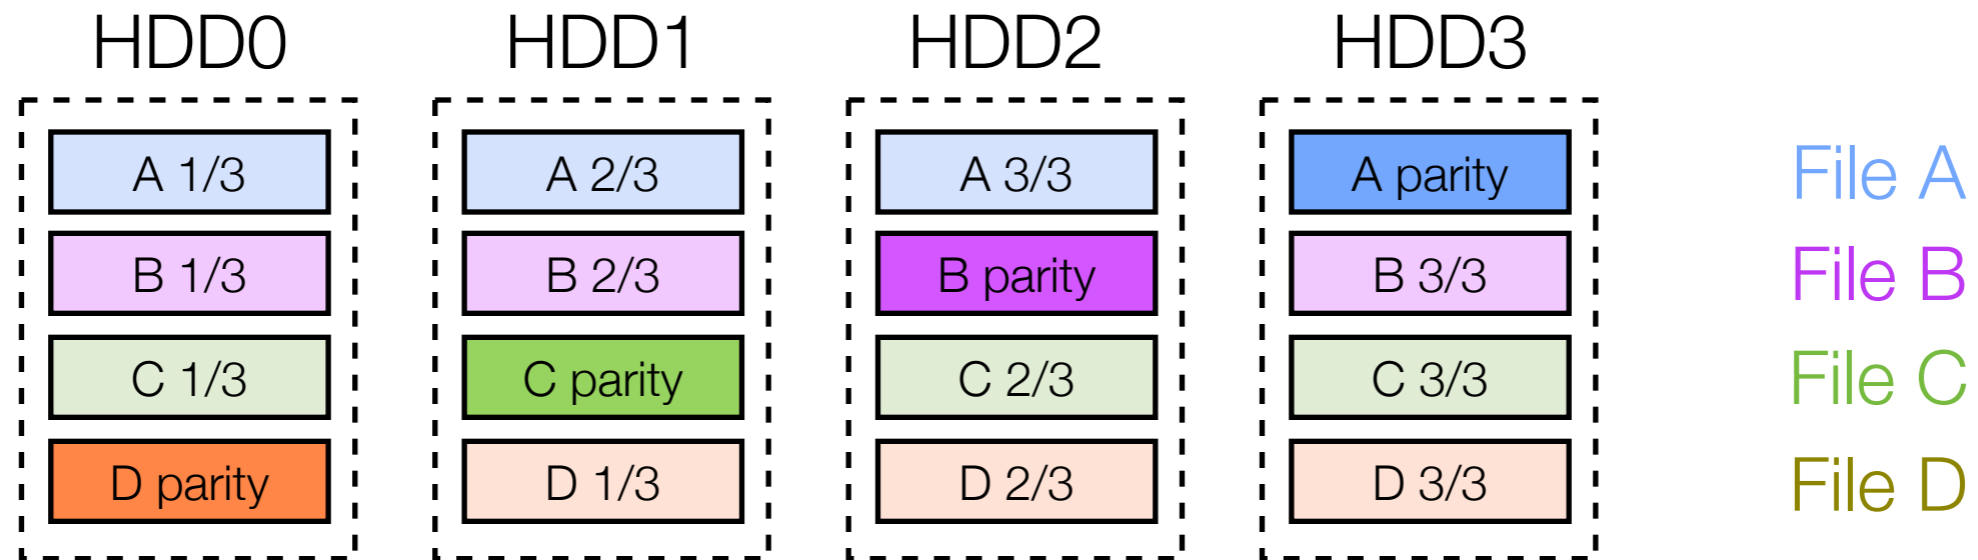 HDD0 HDD1 HDD2 HDD3
A 1/3 A 2/3 A 3/3 A parity File A
B 1/3 B 2/3 B parity B 3/3 File B
C 1/3 C parity C 2/3 C 3/3 File C
D parity D 1/3 D 2/3 D 3/3 File D